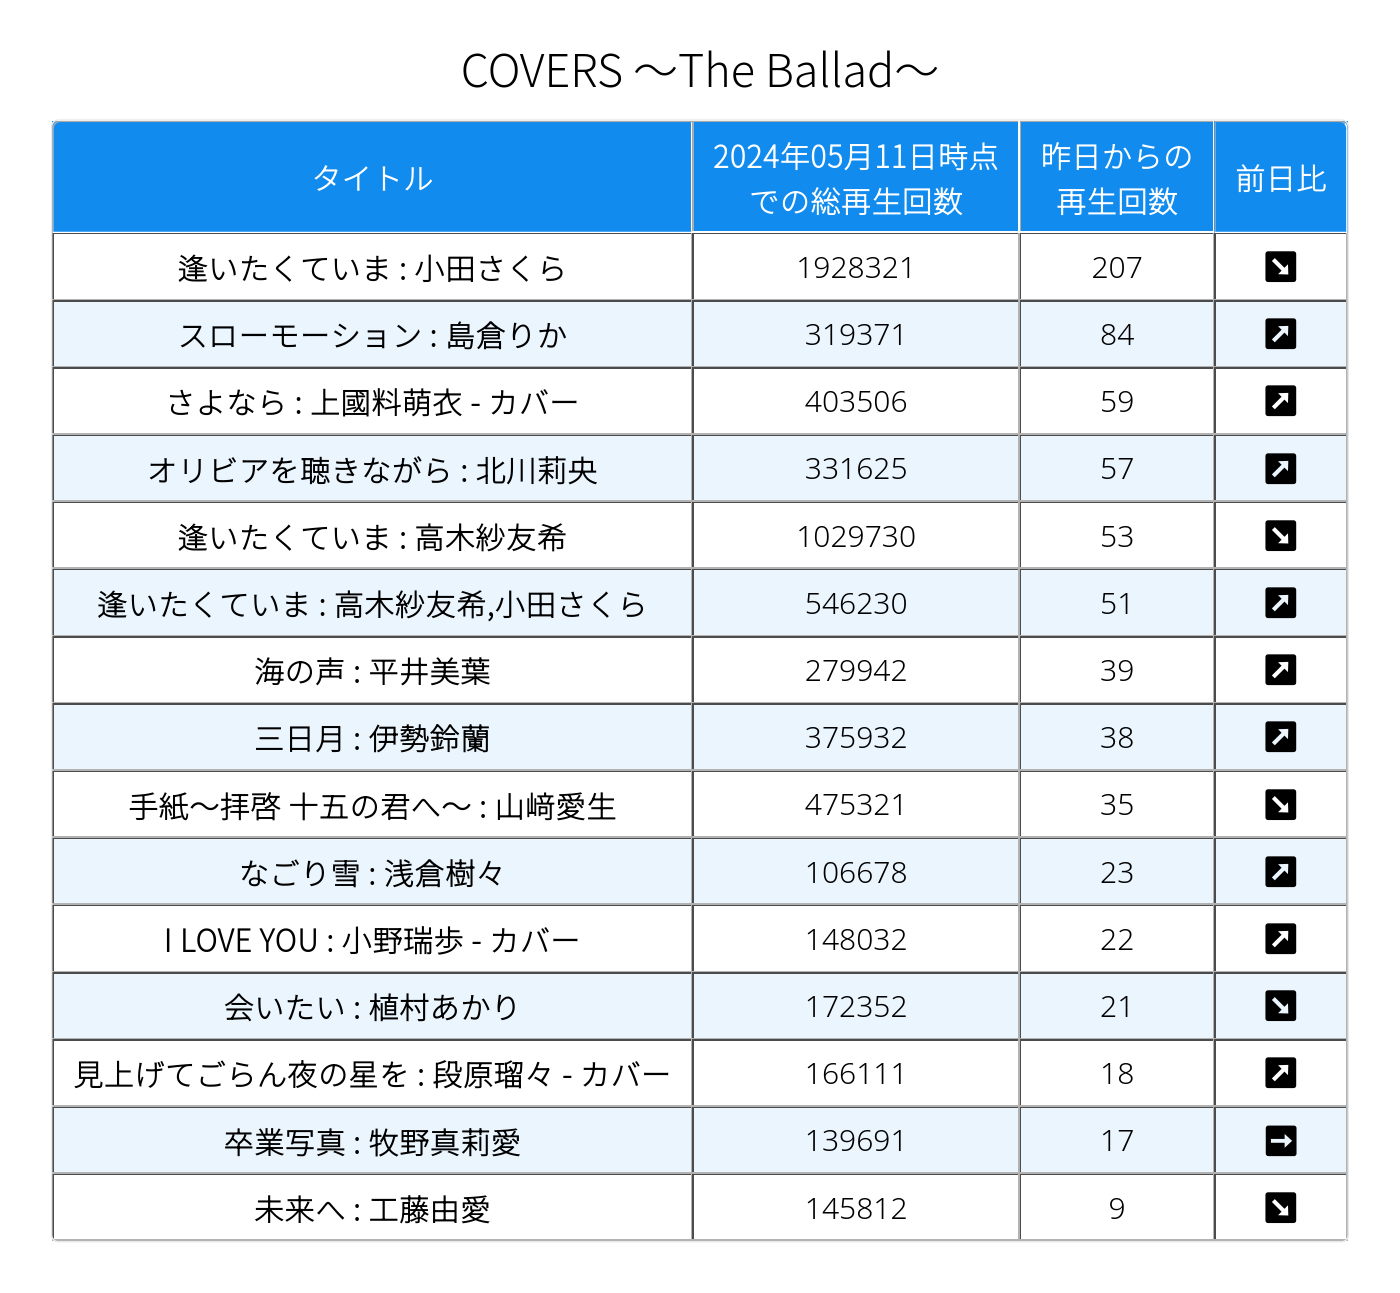 COVERS ～The Ballad～
タイトル
2024年05月11日時点
での総再生回数
昨日からの
再生回数
前日比
逢いたくていま : 小田さくら 1928321 207 ↘
スローモーション : 島倉りか 319371 84 ↗
さよなら : 上國料萌衣 - カバー 403506 59 ↗
オリビアを聴きながら : 北川莉央 331625 57 ↗
逢いたくていま : 高木紗友希 1029730 53 ↘
逢いたくていま : 高木紗友希,小田さくら 546230 51 ↗
海の声 : 平井美葉 279942 39 ↗
三日月 : 伊勢鈴蘭 375932 38 ↗
手紙～拝啓 十五の君へ～ : 山﨑愛生 475321 35 ↘
なごり雪 : 浅倉樹々 106678 23 ↗
I LOVE YOU : 小野瑞歩 - カバー 148032 22 ↗
会いたい : 植村あかり 172352 21 ↘
見上げてごらん夜の星を : 段原瑠々 - カバー 166111 18 ↗
卒業写真 : 牧野真莉愛 139691 17 →
未来へ : 工藤由愛 145812 9 ↘